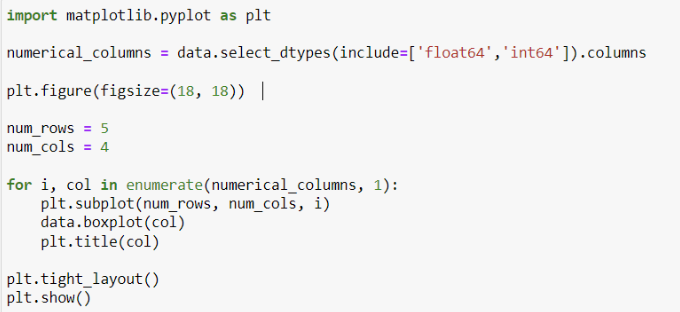 import matplotlib.pyplot as plt
numerical_columns = data.select_dtypes(include=['float64','int64']).columns
plt.figure(figsize=(18, 18))
num_rows = 5
num_cols = 4
for i, col in enumerate(numerical_columns, 1):
    plt.subplot(num_rows, num_cols, i)
    data.boxplot(col)
    plt.title(col)
plt.tight_layout()
plt.show()